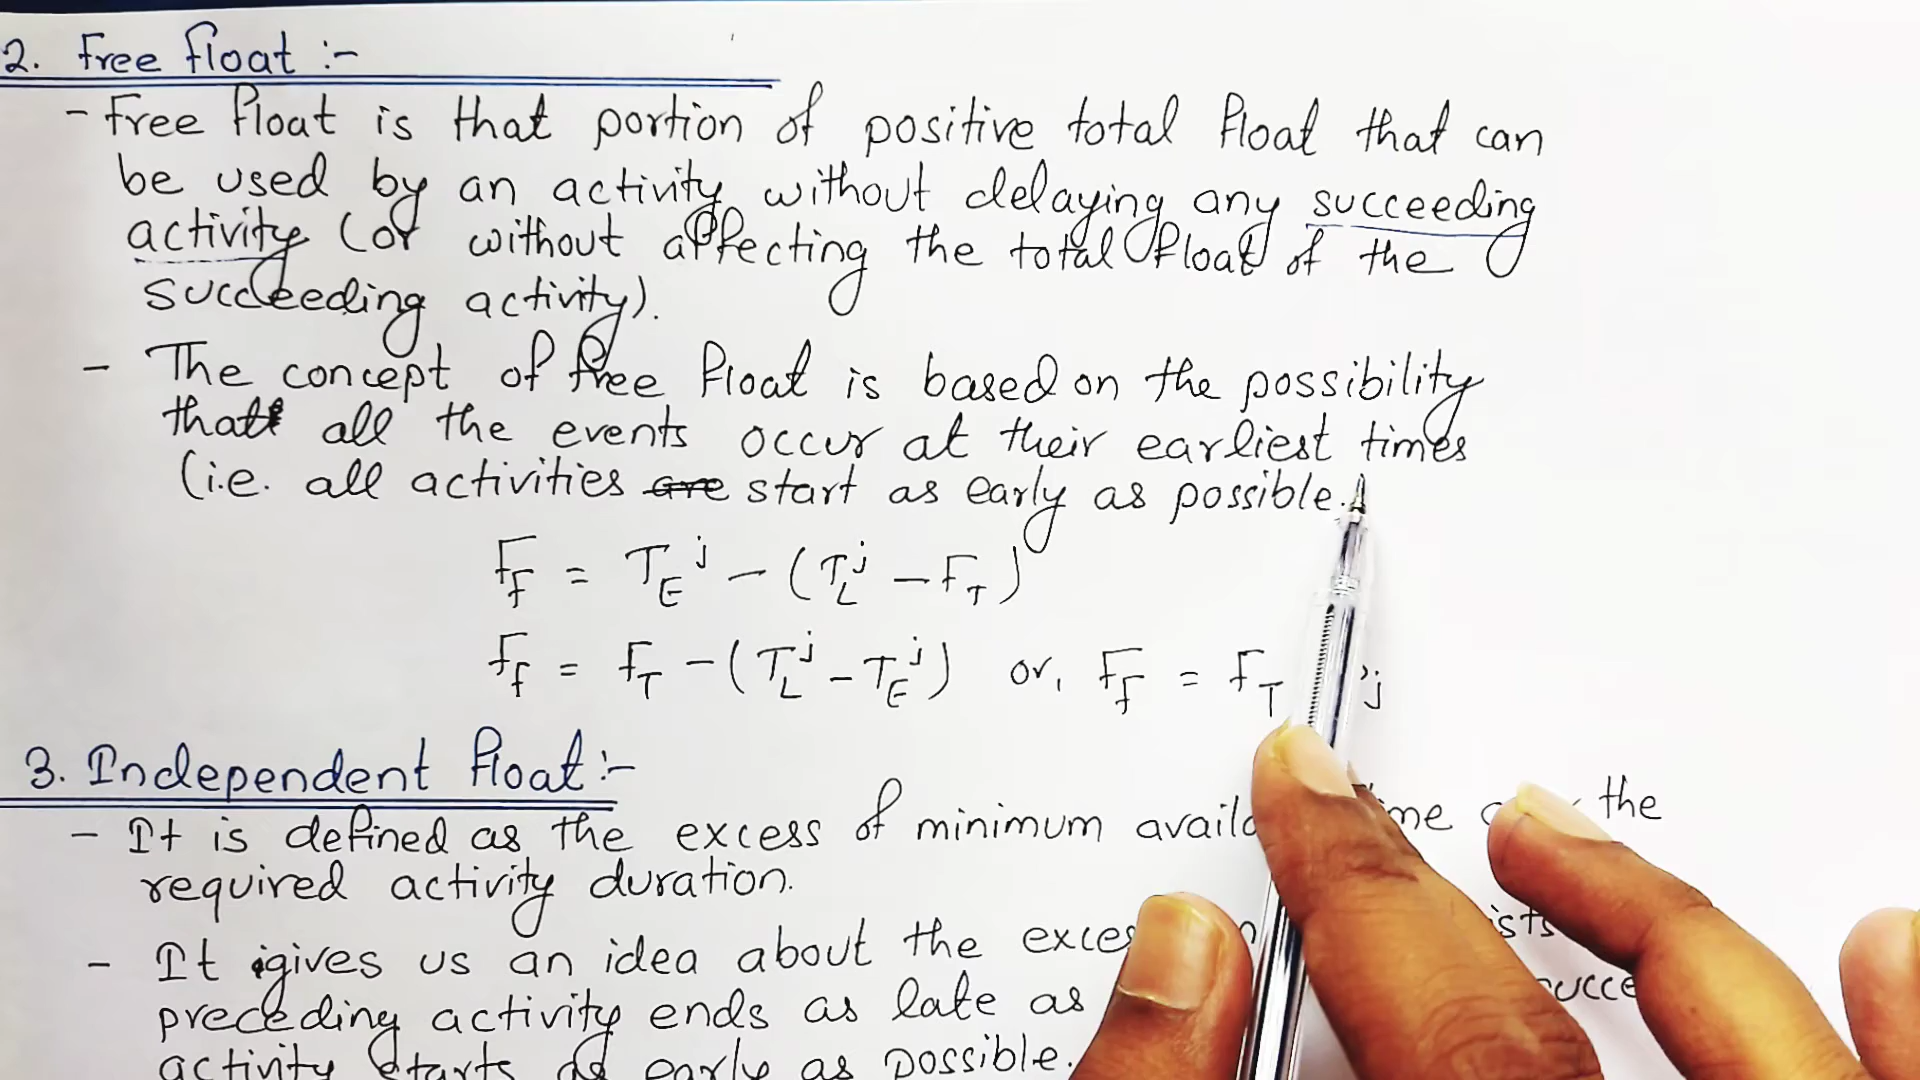 2. Free float :-
- Free float is that portion of positive total float that can
be used by an activity without delaying any succeeding
activity (or without affecting the total float of the
succeeding activity).
- The concept of free float is based on the possibility
that all the events occur at their earliest times
(i.e. all activities are start as early as possible.
F_F = T_E^j - (T_L^j - F_T)
F_F = F_T - (T_L^j - T_E^j) or, F_F = F_T j
3. Independent float :-
- It is defined as the excess of minimum the
required activity duration.
- It gives us an idea about the
preceding activity ends as late as
activity starts as early as possible.